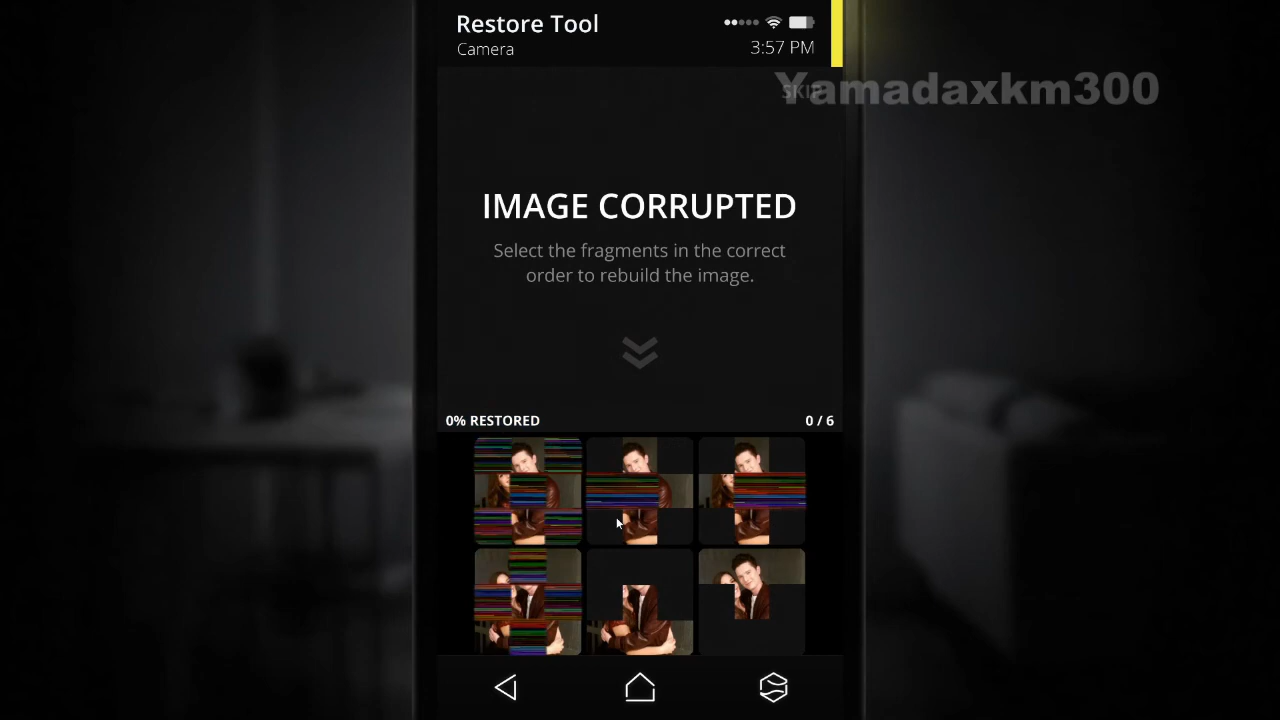 Restore Tool
Camera
3:57 PM
SKIP
Yamadaxkm300
IMAGE CORRUPTED
Select the fragments in the correct
order to rebuild the image.
0% RESTORED
0 / 6